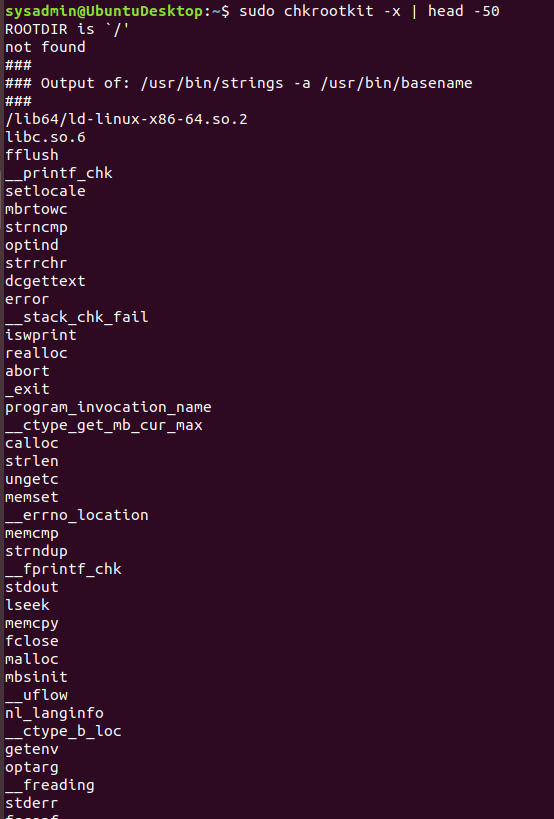 sysadmin@UbuntuDesktop:~$ sudo chkrootkit -x | head -50
ROOTDIR is `/'
not found
###
### Output of: /usr/bin/strings -a /usr/bin/basename
###
/lib64/ld-linux-x86-64.so.2
libc.so.6
fflush
__printf_chk
setlocale
mbrtowc
strncmp
optind
strrchr
dcgettext
error
__stack_chk_fail
iswprint
realloc
abort
_exit
program_invocation_name
__ctype_get_mb_cur_max
calloc
strlen
ungetc
memset
__errno_location
memcmp
strndup
__fprintf_chk
stdout
lseek
memcpy
fclose
malloc
mbsinit
__uflow
nl_langinfo
__ctype_b_loc
getenv
optarg
__freading
stderr